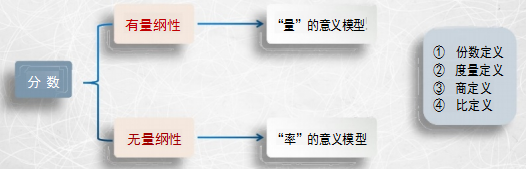 有量纲性
“量”的意义模型
分数
无量纲性
“率”的意义模型
① 份数定义
② 度量定义
③ 商定义
④ 比定义